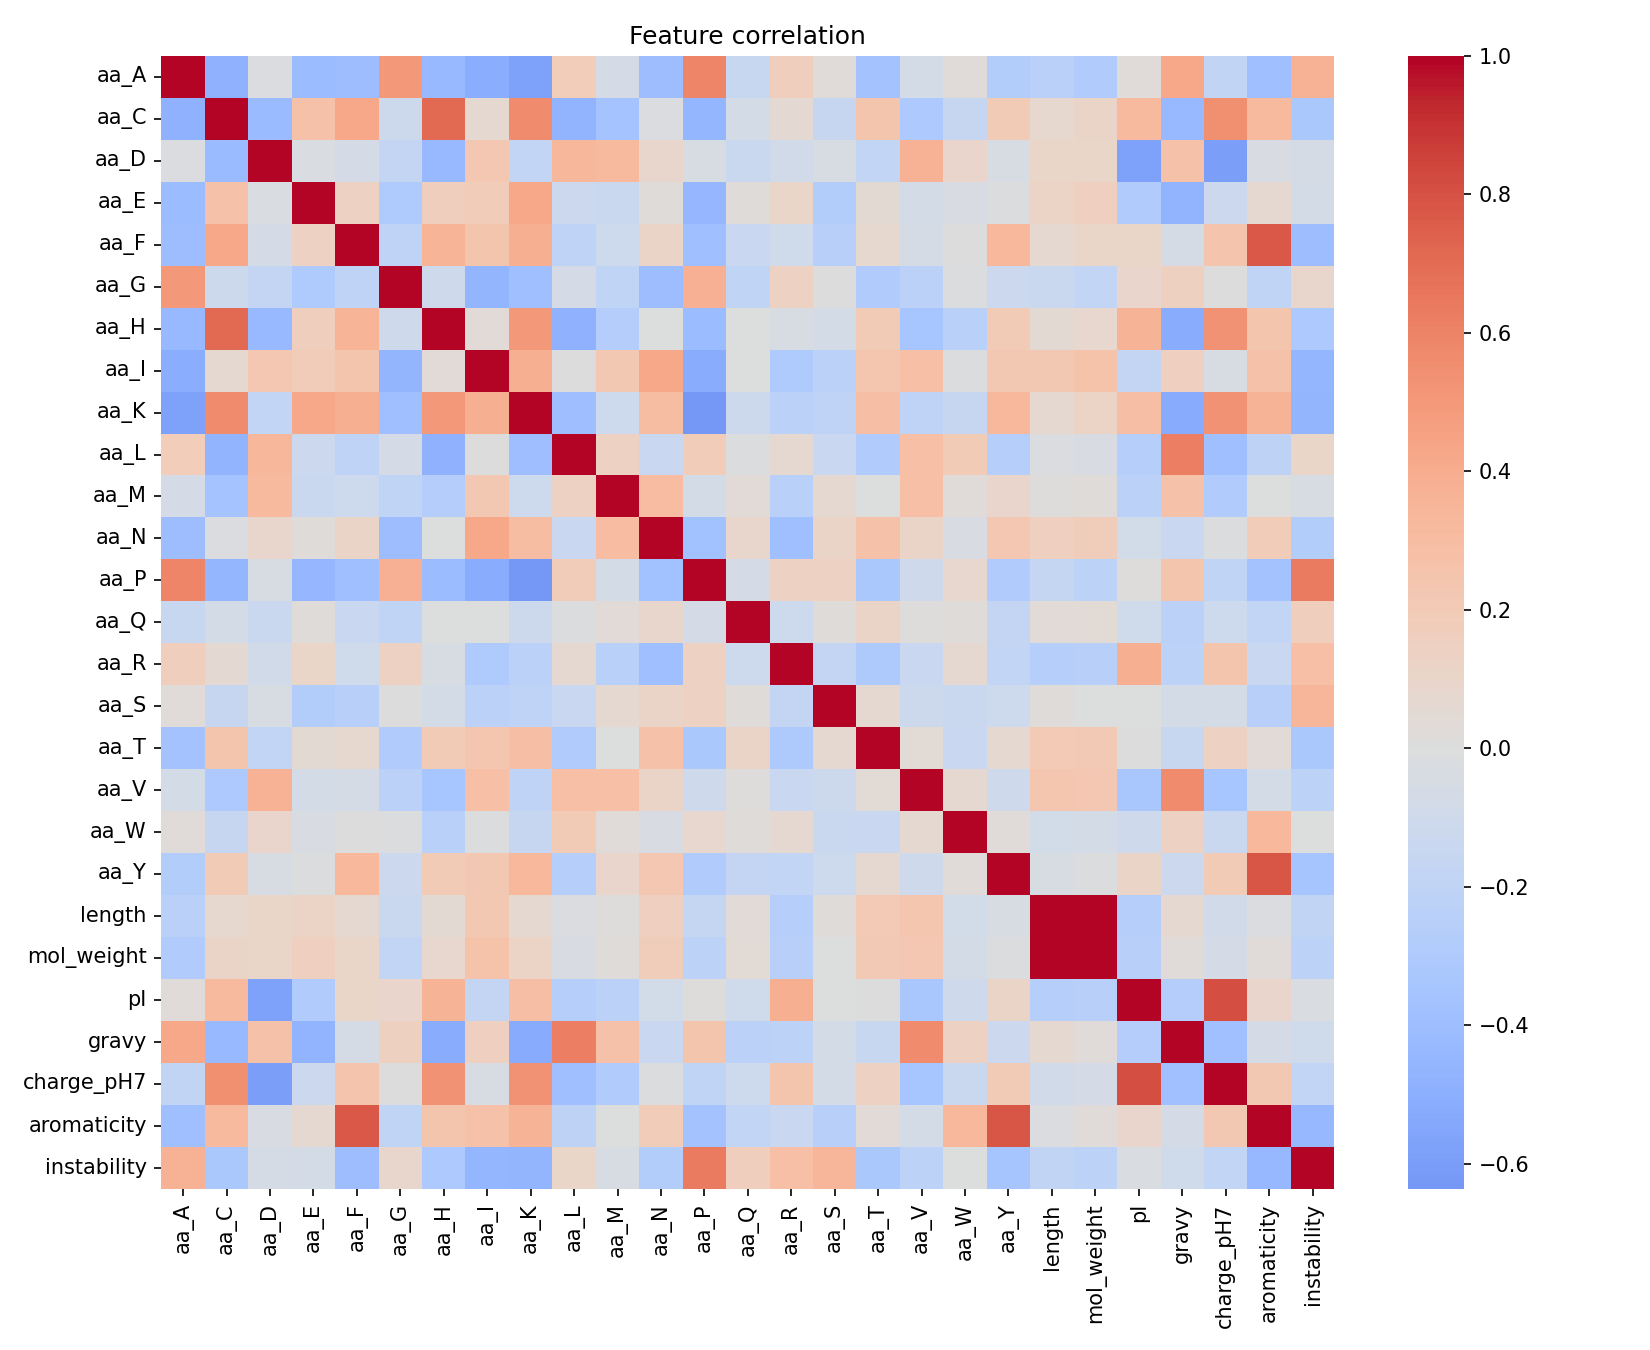 Feature correlation
aa_A
aa_C
aa_D
aa_E
aa_F
aa_G
aa_H
aa_I
aa_K
aa_L
aa_M
aa_N
aa_P
aa_Q
aa_R
aa_S
aa_T
aa_V
aa_W
aa_Y
length
mol_weight
pI
gravy
charge_pH7
aromaticity
instability
aa_A
aa_C
aa_D
aa_E
aa_F
aa_G
aa_H
aa_I
aa_K
aa_L
aa_M
aa_N
aa_P
aa_Q
aa_R
aa_S
aa_T
aa_V
aa_W
aa_Y
length
mol_weight
pI
gravy
charge_pH7
aromaticity
instability
1.0
0.8
0.6
0.4
0.2
0.0
−0.2
−0.4
−0.6